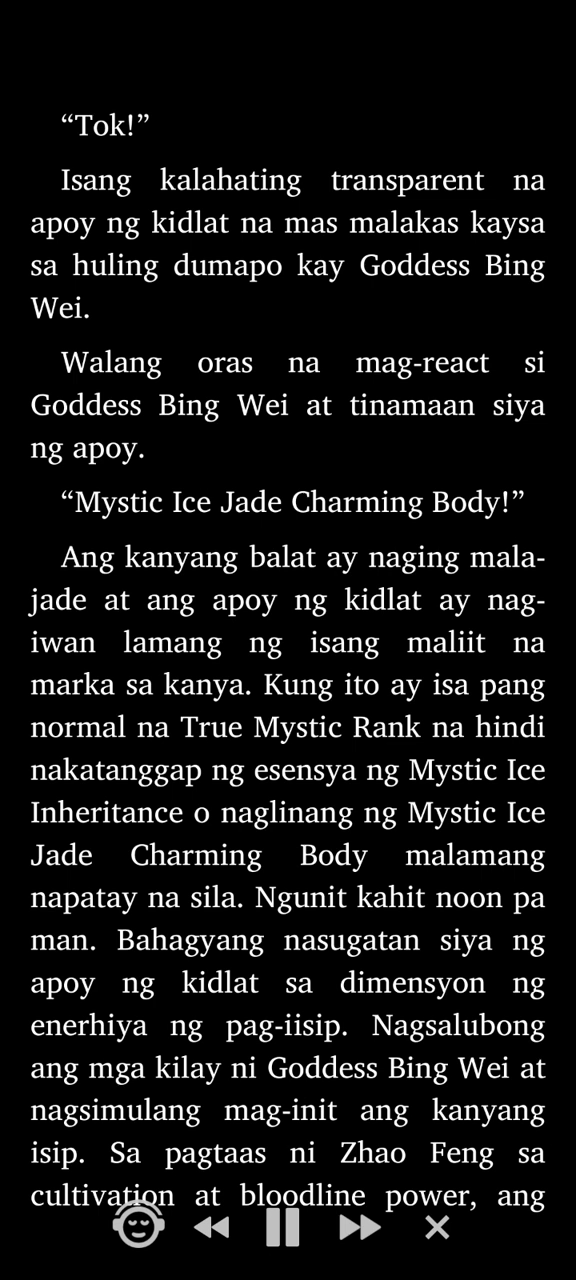 “Tok!”
Isang kalahating transparent na
apoy ng kidlat na mas malakas kaysa
sa huling dumapo kay Goddess Bing
Wei.
Walang oras na mag-react si
Goddess Bing Wei at tinamaan siya
ng apoy.
“Mystic Ice Jade Charming Body!”
Ang kanyang balat ay naging mala-
jade at ang apoy ng kidlat ay nag-
iwan lamang ng isang maliit na
marka sa kanya. Kung ito ay isa pang
normal na True Mystic Rank na hindi
nakatanggap ng esensya ng Mystic Ice
Inheritance o naglinang ng Mystic Ice
Jade Charming Body malamang
napatay na sila. Ngunit kahit noon pa
man. Bahagyang nasugatan siya ng
apoy ng kidlat sa dimensyon ng
enerhiya ng pag-iisip. Nagsalubong
ang mga kilay ni Goddess Bing Wei at
nagsimulang mag-init ang kanyang
isip. Sa pagtaas ni Zhao Feng sa
cultivation at bloodline power, ang